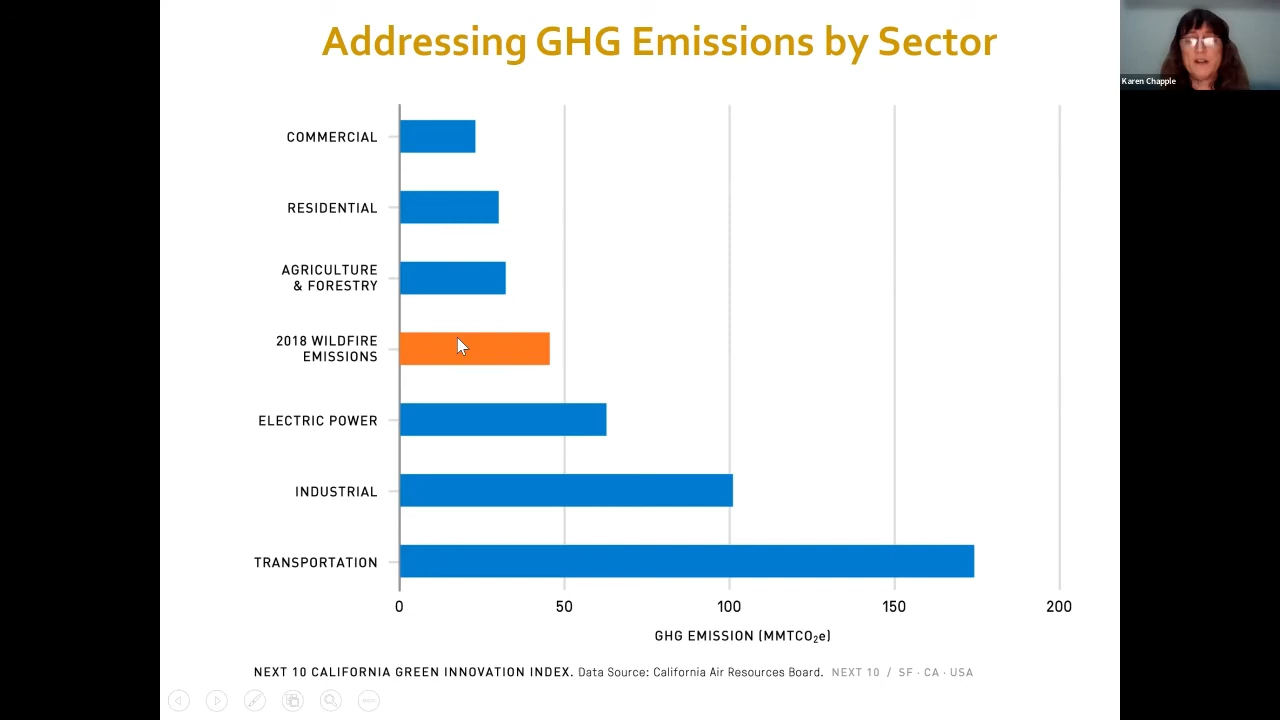 Addressing GHG Emissions by Sector
Karen Chapple
COMMERCIAL
RESIDENTIAL
AGRICULTURE
& FORESTRY
2018 WILDFIRE
EMISSIONS
ELECTRIC POWER
INDUSTRIAL
TRANSPORTATION
0 50 100 150 200
GHG EMISSION (MMTCO₂e)
NEXT 10 CALIFORNIA GREEN INNOVATION INDEX. Data Source: California Air Resources Board. NEXT 10 / SF · CA · USA